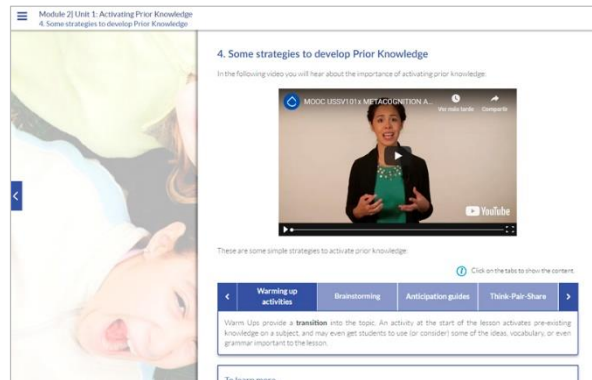 Module 2| Unit 1: Activating Prior Knowledge
4. Some strategies to develop Prior Knowledge
4. Some strategies to develop Prior Knowledge
In the following video you will hear about the importance of activating prior knowledge.
MOOC USSV101x METACOGNITION A...
Ver más tarde
Compartir
YouTube
These are some simple strategies to activate prior knowledge.
Click on the tabs to show the content.
Warming up
activities
Brainstorming
Anticipation guides
Think-Pair-Share
Warm Ups provide a transition into the topic. An activity at the start of the lesson activates pre-existing
knowledge on a subject, and may even get students to use (or consider) some of the ideas, vocabulary, or even
grammar important to the lesson.
To learn more